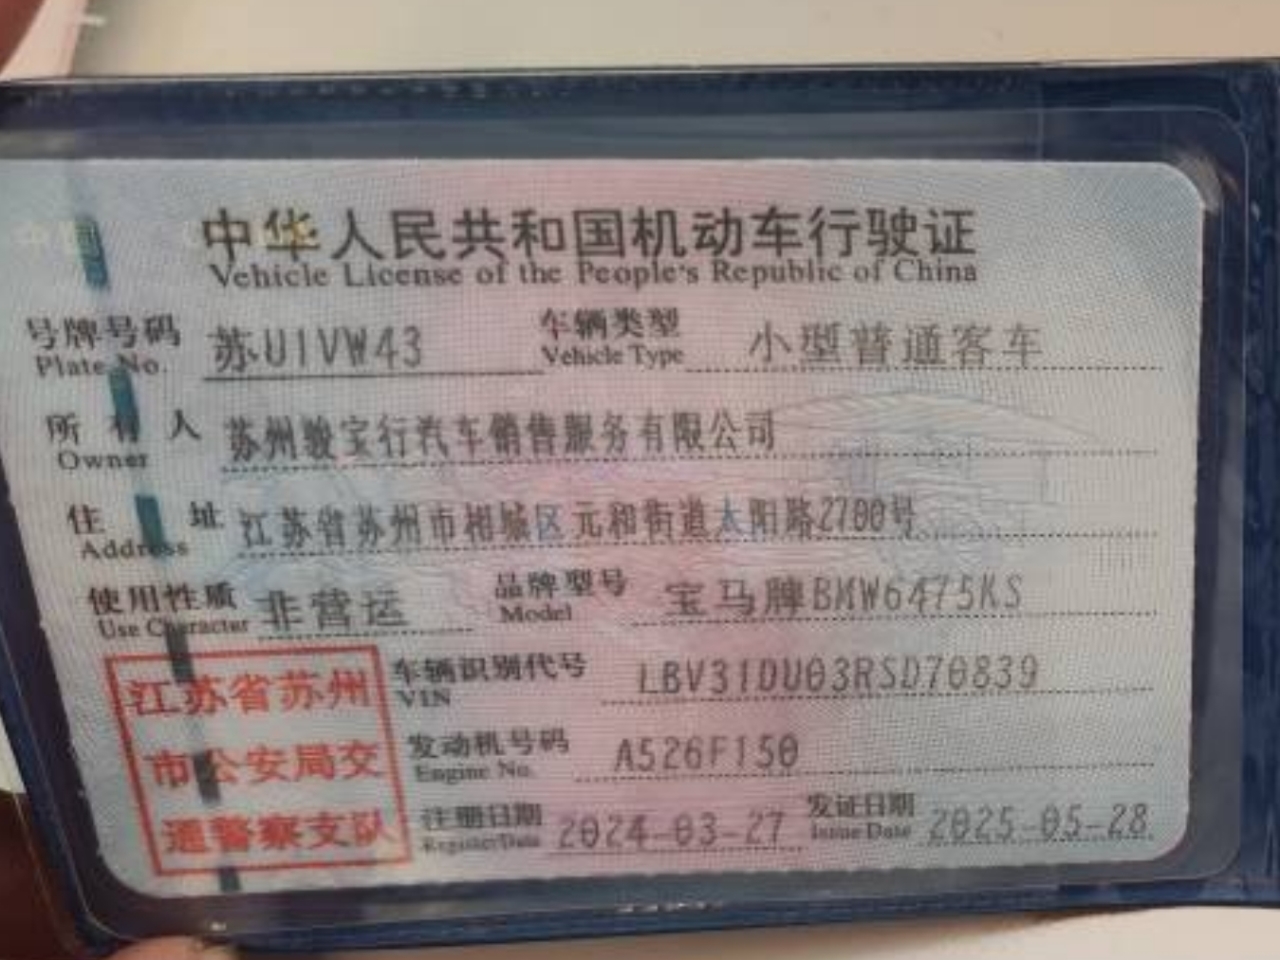 中华人民共和国机动车行驶证
Vehicle License of the People's Republic of China
号牌号码 苏U1VW43 车辆类型 小型普通客车
Plate No. Vehicle Type
所有人 苏州骏宝行汽车销售服务有限公司
Owner
住址 江苏省苏州市相城区元和街道太阳路2700号
Address
使用性质 非营运 品牌型号 宝马牌BMW6475KS
Use Character Model
江苏省苏州
市公安局交
通警察支队
车辆识别代号 LBV31DU03RSD70839
VIN
发动机号码 A526F150
Engine No.
注册日期 2024-03-27 发证日期 2025-05-28
Register Date Issue Date